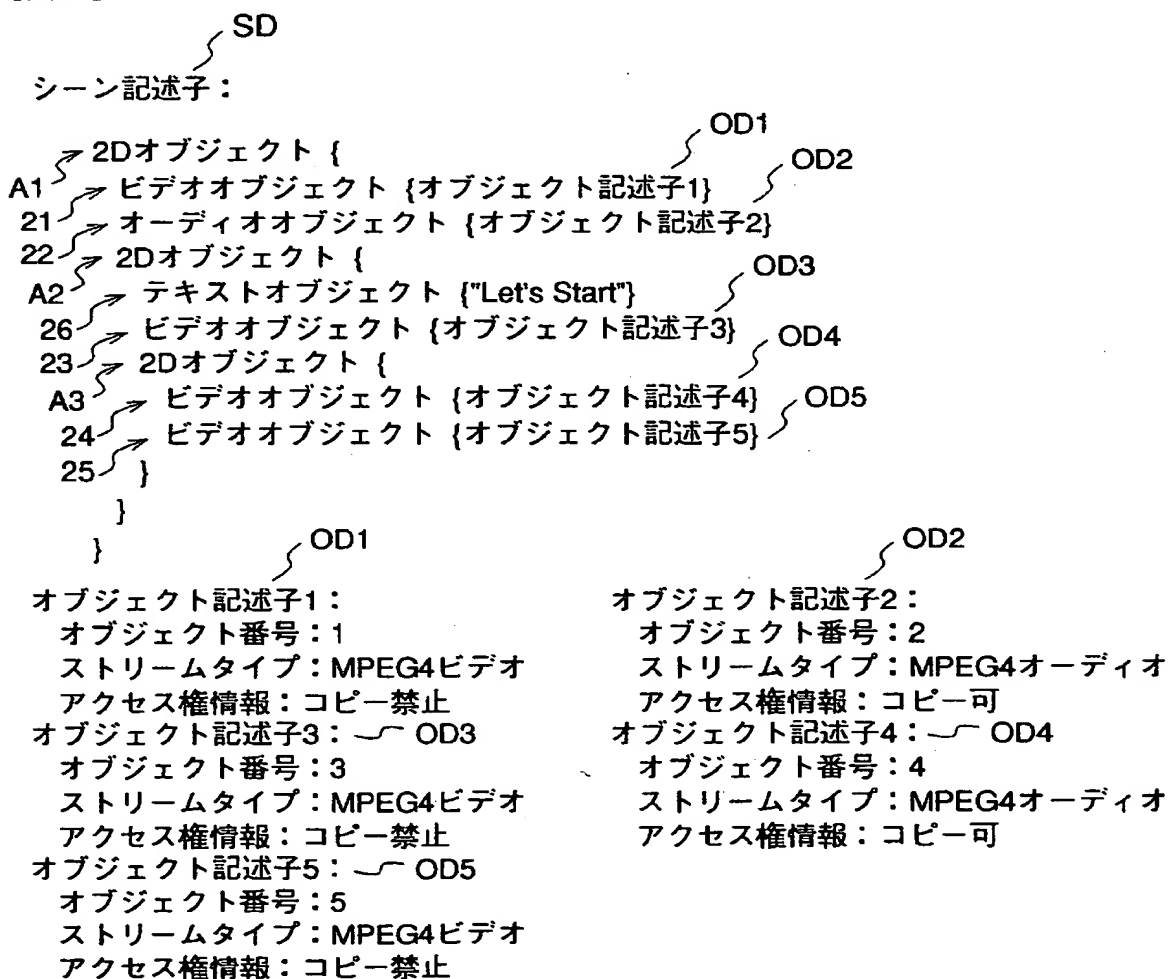 SD
シーン記述子：
OD1
A1 2Dオブジェクト {
OD2
21 ビデオオブジェクト {オブジェクト記述子1}
22 オーディオオブジェクト {オブジェクト記述子2}
A2 2Dオブジェクト {
OD3
26 テキストオブジェクト {"Let's Start"}
23 ビデオオブジェクト {オブジェクト記述子3}
OD4
A3 2Dオブジェクト {
24 ビデオオブジェクト {オブジェクト記述子4}
OD5
25 ビデオオブジェクト {オブジェクト記述子5}
}
}
}
OD1
オブジェクト記述子1：
オブジェクト番号：1
ストリームタイプ：MPEG4ビデオ
アクセス権情報：コピー禁止
OD2
オブジェクト記述子2：
オブジェクト番号：2
ストリームタイプ：MPEG4オーディオ
アクセス権情報：コピー可
オブジェクト記述子3： OD3
オブジェクト番号：3
ストリームタイプ：MPEG4ビデオ
アクセス権情報：コピー禁止
オブジェクト記述子4： OD4
オブジェクト番号：4
ストリームタイプ：MPEG4オーディオ
アクセス権情報：コピー可
オブジェクト記述子5： OD5
オブジェクト番号：5
ストリームタイプ：MPEG4ビデオ
アクセス権情報：コピー禁止